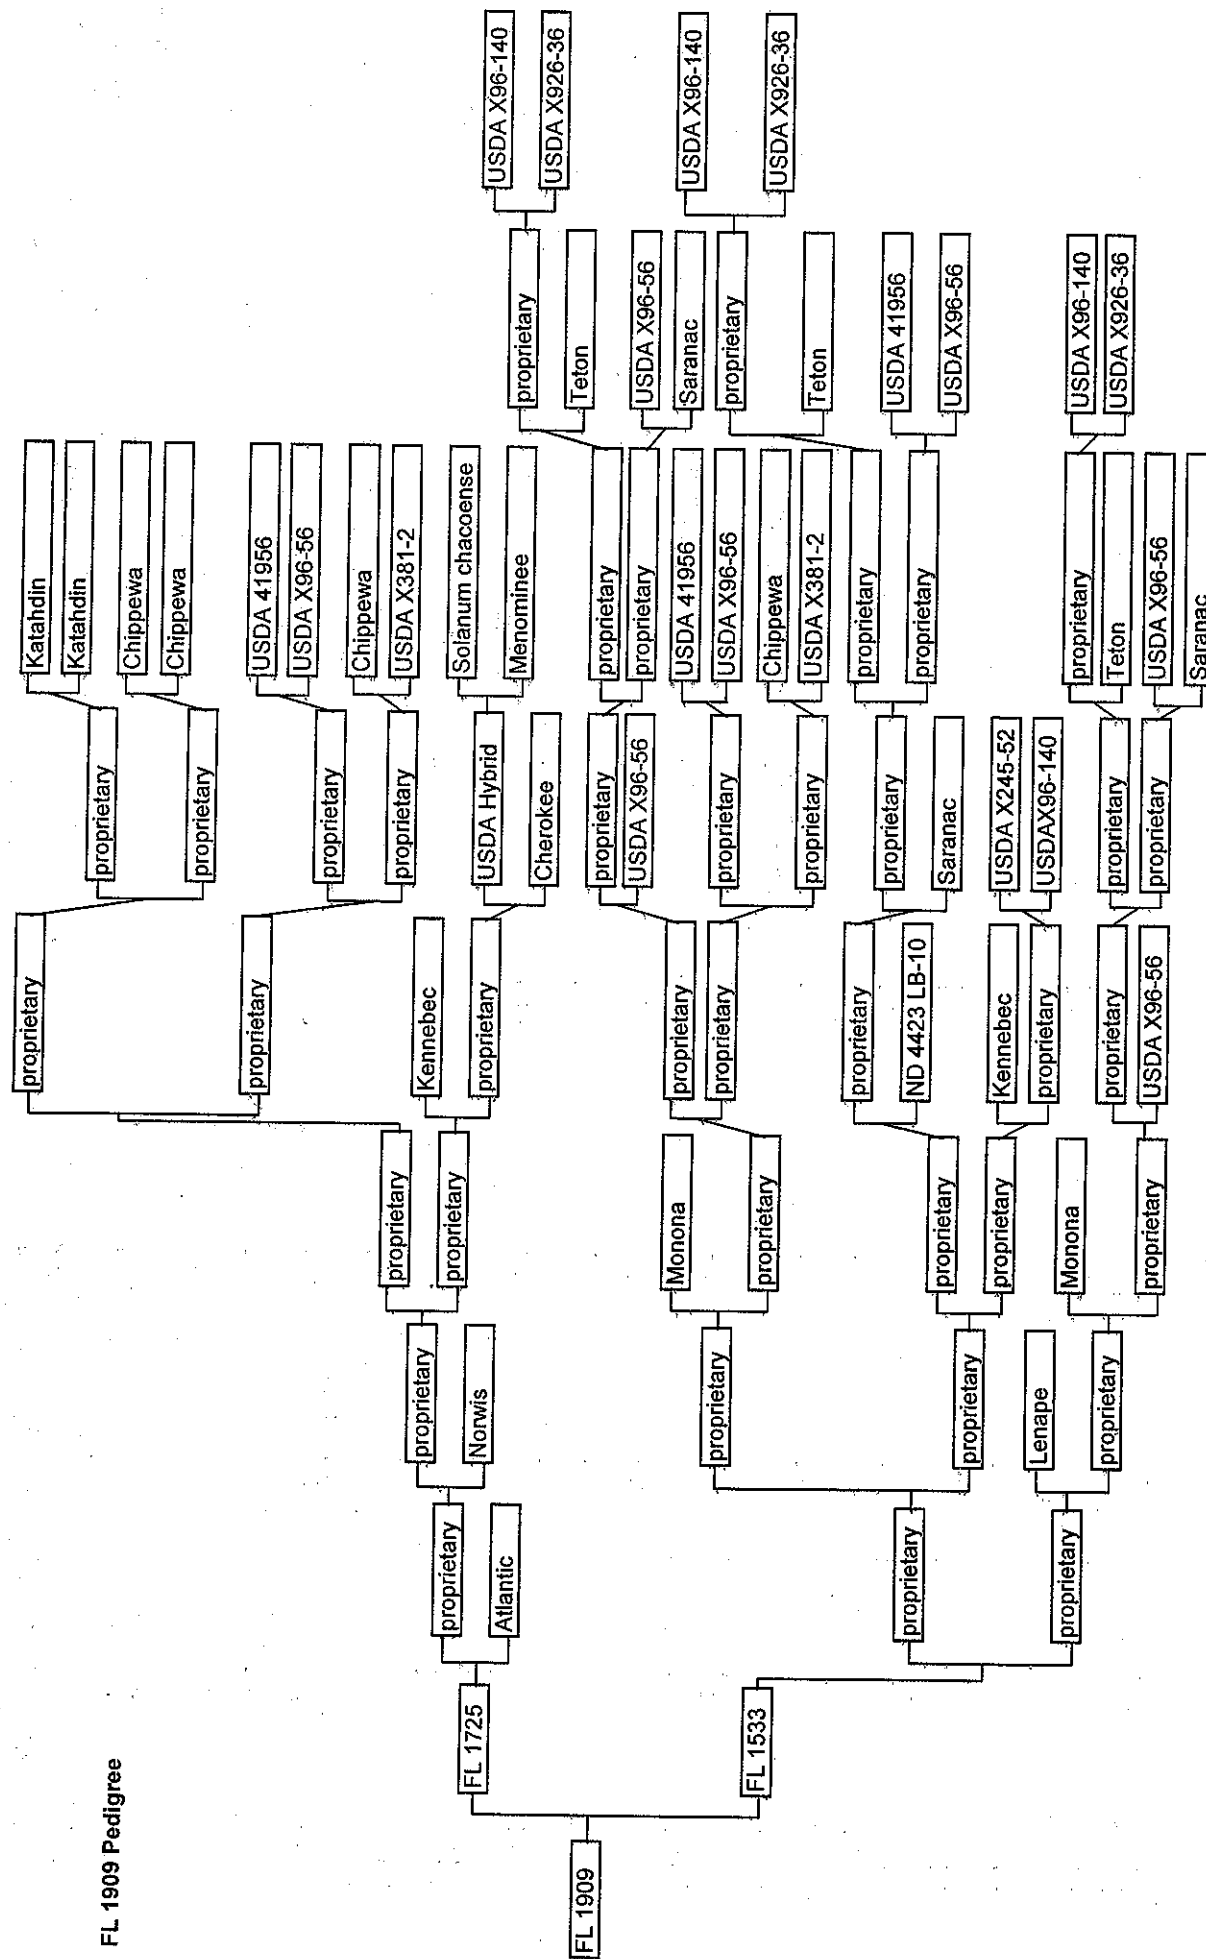 FL 1909 Pedigree
FL 1909
FL 1725
FL 1533
proprietary
Atlantic
proprietary
proprietary
proprietary
Norwis
proprietary
proprietary
Lenape
proprietary
proprietary
proprietary
Monona
proprietary
proprietary
proprietary
Monona
proprietary
proprietary
proprietary
Kennebec
proprietary
proprietary
proprietary
proprietary
ND 4423 LB-10
Kennebec
proprietary
proprietary
USDA X96-56
proprietary
proprietary
proprietary
proprietary
USDA Hybrid
Cherokee
proprietary
USDA X96-56
proprietary
proprietary
proprietary
Saranac
USDA X245-52
USDAX96-140
proprietary
proprietary
Katahdin
Katahdin
Chippewa
Chippewa
USDA 41956
USDA X96-56
Chippewa
USDA X381-2
Solanum chacoense
Menominee
proprietary
proprietary
USDA 41956
USDA X96-56
Chippewa
USDA X381-2
proprietary
proprietary
proprietary
Teton
USDA X96-56
Saranac
proprietary
Teton
USDA X96-56
Saranac
proprietary
Teton
USDA 41956
USDA X96-56
USDA X96-140
USDA X926-36
USDA X96-140
USDA X926-36
USDA X96-140
USDA X926-36